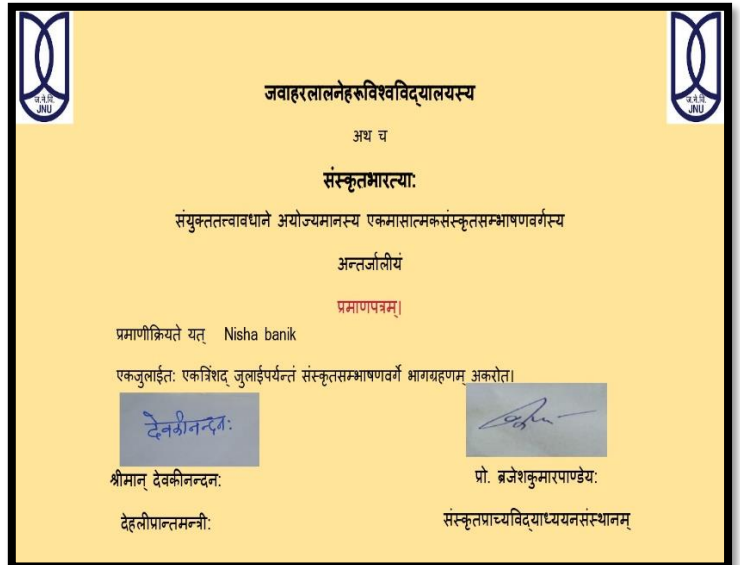 ज.ने.वि.
JNU
ज.ने.वि.
JNU
जवाहरलालनेहरूविश्वविद्यालयस्य
अथ च
संस्कृतभारत्या:
संयुक्ततत्त्वावधाने अयोज्यमानस्य एकमासात्मकसंस्कृतसम्भाषणवर्गस्य
अन्तर्जालीयं
प्रमाणपत्रम्|
प्रमाणीक्रियते यत् Nisha banik
एकजुलाईत: एकत्रिंशद् जुलाईपर्यन्तं संस्कृतसम्भाषणवर्गे भागग्रहणम् अकरोत|
देवकीनन्दन:
श्रीमान् देवकीनन्दन:
देहलीप्रान्तमन्त्री:
प्रो. ब्रजेशकुमारपाण्डेय:
संस्कृतप्राच्यविद्याध्ययनसंस्थानम्